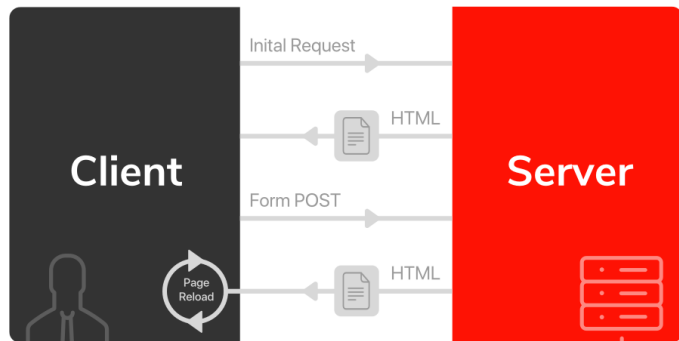 Inital Request
HTML
Client
Server
Form POST
HTML
Page
Reload